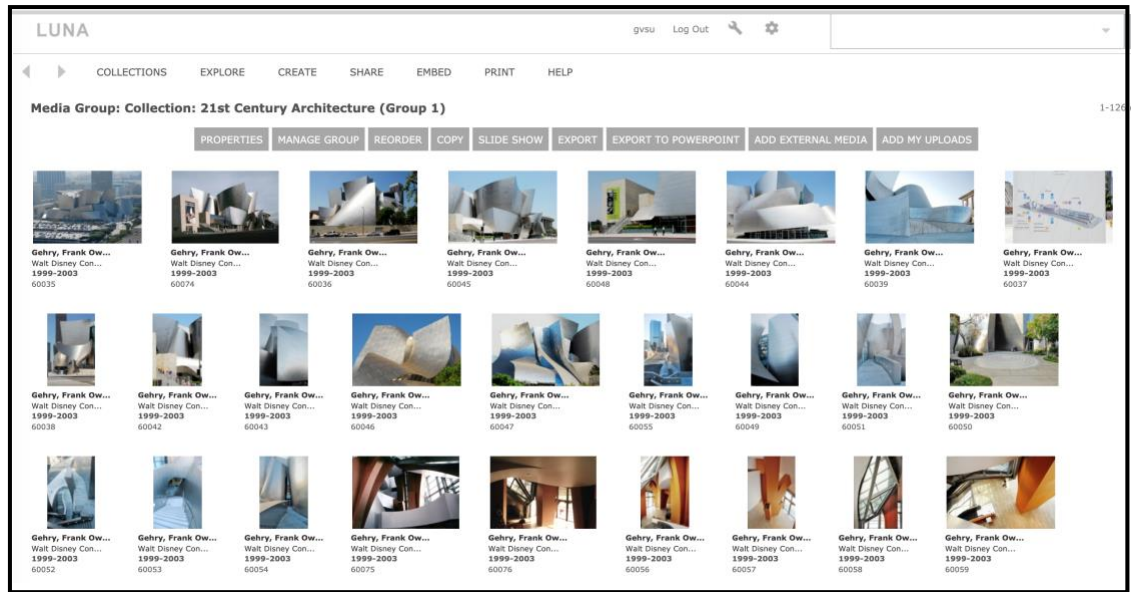 LUNA
gvsu Log Out
COLLECTIONS EXPLORE CREATE SHARE EMBED PRINT HELP
Media Group: Collection: 21st Century Architecture (Group 1)
1-126
PROPERTIES MANAGE GROUP REORDER COPY SLIDE SHOW EXPORT EXPORT TO POWERPOINT ADD EXTERNAL MEDIA ADD MY UPLOADS
Gehry, Frank Ow... Gehry, Frank Ow... Gehry, Frank Ow... Gehry, Frank Ow... Gehry, Frank Ow... Gehry, Frank Ow... Gehry, Frank Ow... Gehry, Frank Ow...
Walt Disney Con... Walt Disney Con... Walt Disney Con... Walt Disney Con... Walt Disney Con... Walt Disney Con... Walt Disney Con... Walt Disney Con...
1999-2003 1999-2003 1999-2003 1999-2003 1999-2003 1999-2003 1999-2003 1999-2003
60035 60074 60036 60045 60048 60044 60039 60037
Gehry, Frank Ow... Gehry, Frank Ow... Gehry, Frank Ow... Gehry, Frank Ow... Gehry, Frank Ow... Gehry, Frank Ow... Gehry, Frank Ow... Gehry, Frank Ow... Gehry, Frank Ow...
Walt Disney Con... Walt Disney Con... Walt Disney Con... Walt Disney Con... Walt Disney Con... Walt Disney Con... Walt Disney Con... Walt Disney Con... Walt Disney Con...
1999-2003 1999-2003 1999-2003 1999-2003 1999-2003 1999-2003 1999-2003 1999-2003 1999-2003
60038 60042 60043 60046 60047 60055 60049 60051 60050
Gehry, Frank Ow... Gehry, Frank Ow... Gehry, Frank Ow... Gehry, Frank Ow... Gehry, Frank Ow... Gehry, Frank Ow... Gehry, Frank Ow... Gehry, Frank Ow... Gehry, Frank Ow...
Walt Disney Con... Walt Disney Con... Walt Disney Con... Walt Disney Con... Walt Disney Con... Walt Disney Con... Walt Disney Con... Walt Disney Con... Walt Disney Con...
1999-2003 1999-2003 1999-2003 1999-2003 1999-2003 1999-2003 1999-2003 1999-2003 1999-2003
60052 60053 60054 60075 60076 60056 60057 60058 60059